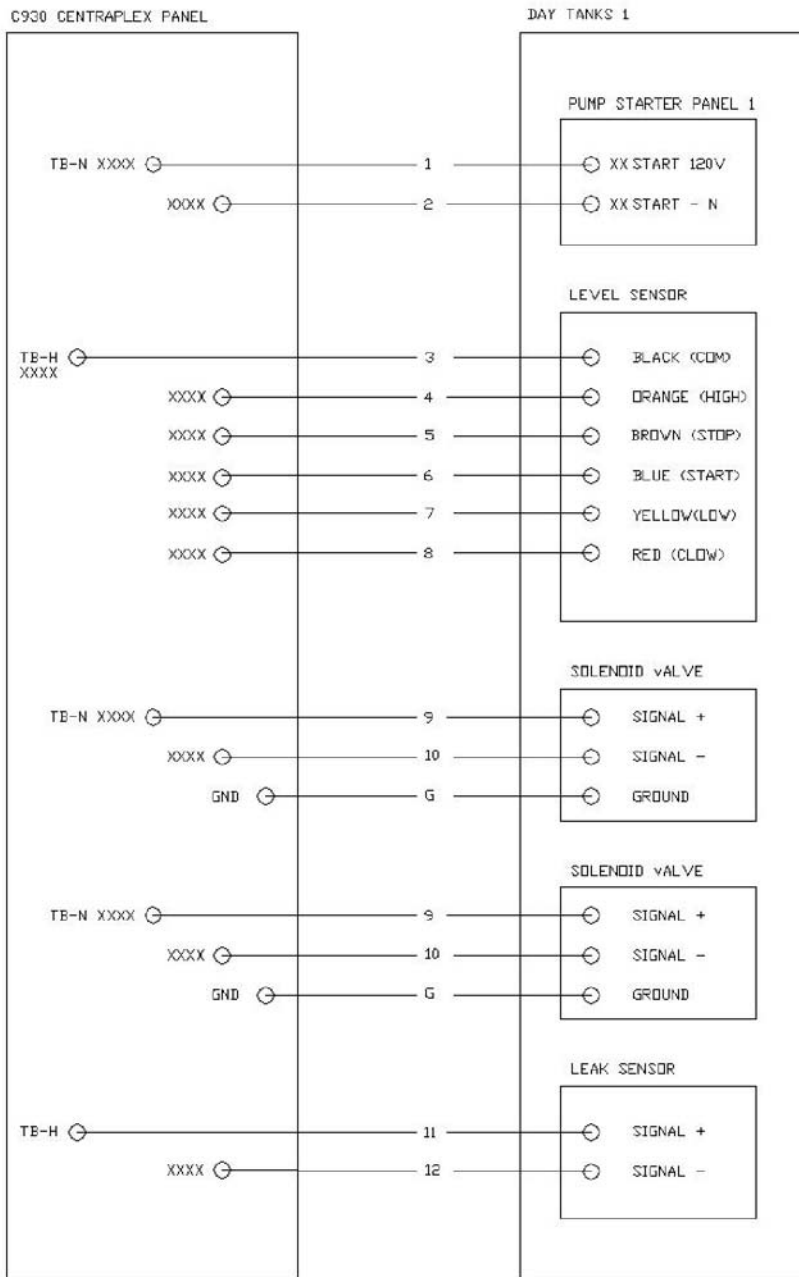 C930 CENTRAPLEX PANEL
DAY TANKS 1
PUMP STARTER PANEL 1
TB-N XXXX 1 XX START 120V
XXXX 2 XX START - N
LEVEL SENSOR
TB-H 3 BLACK (COM)
XXXX
XXXX 4 ORANGE (HIGH)
XXXX 5 BROWN (STOP)
XXXX 6 BLUE (START)
XXXX 7 YELLOW(LOW)
XXXX 8 RED (CLOW)
SOLENOID vALVE
TB-N XXXX 9 SIGNAL +
XXXX 10 SIGNAL -
GND G GROUND
SOLENOID vALVE
TB-N XXXX 9 SIGNAL +
XXXX 10 SIGNAL -
GND G GROUND
LEAK SENSOR
TB-H 11 SIGNAL +
XXXX 12 SIGNAL -